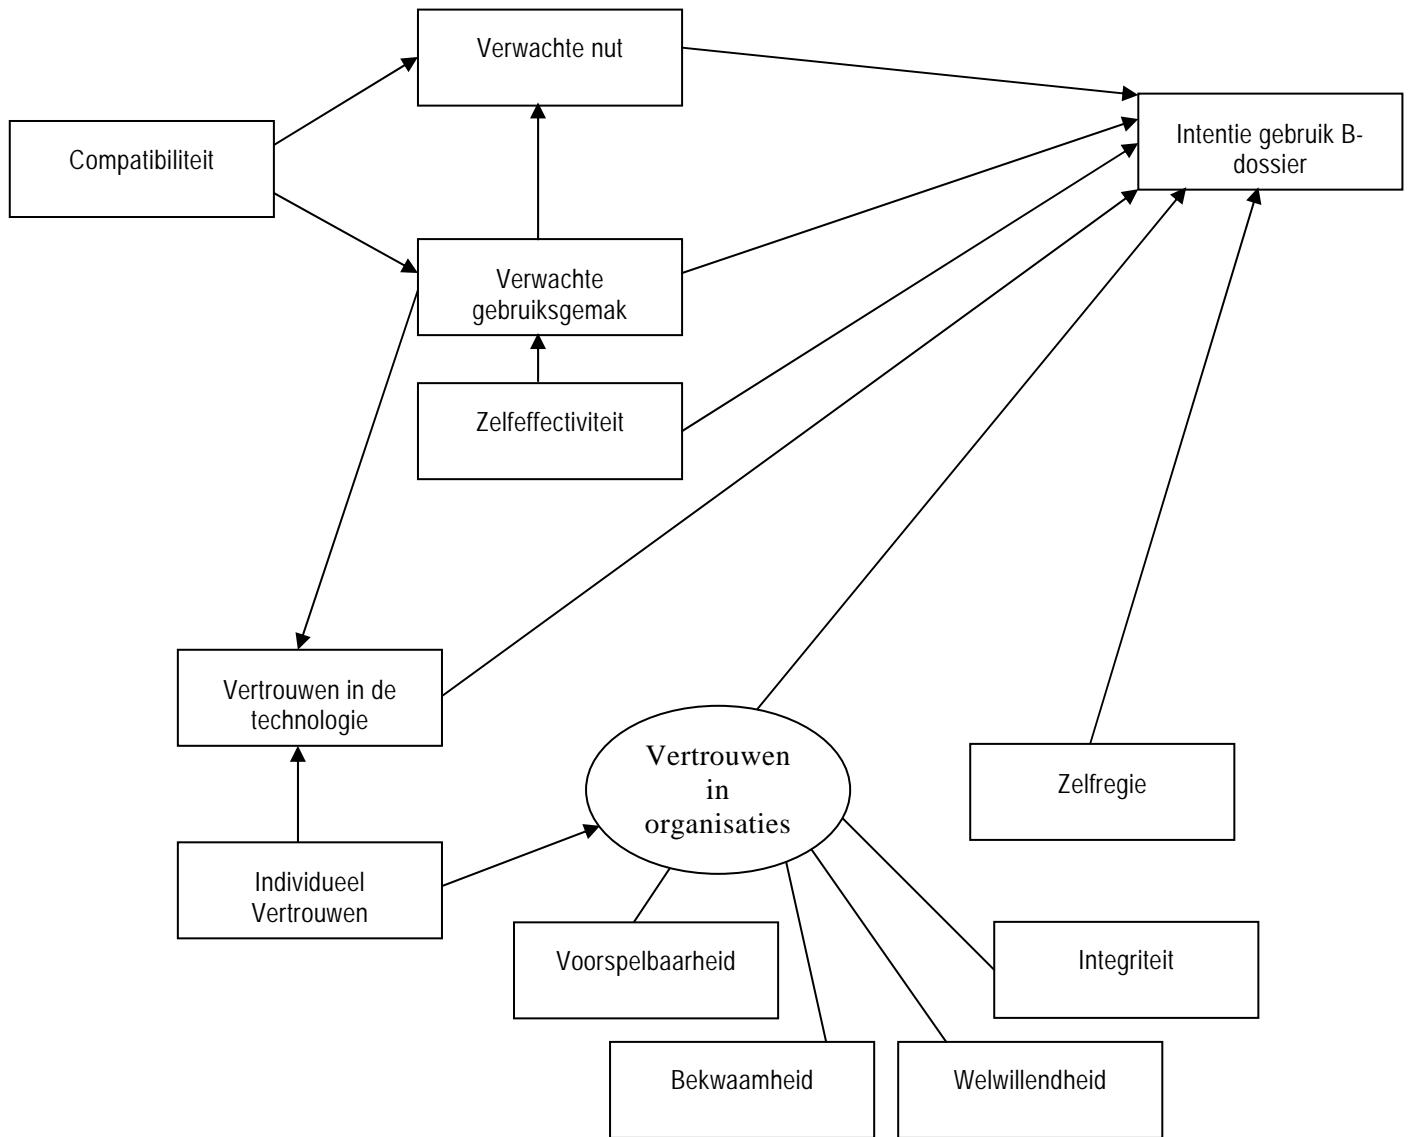 Verwachte nut
Intentie gebruik B-
dossier
Compatibiliteit
Verwachte
gebruiksgemak
Zelfeffectiviteit
Vertrouwen in de
technologie
Vertrouwen
in
organisaties
Zelfregie
Individueel
Vertrouwen
Voorspelbaarheid
Integriteit
Bekwaamheid
Welwillendheid